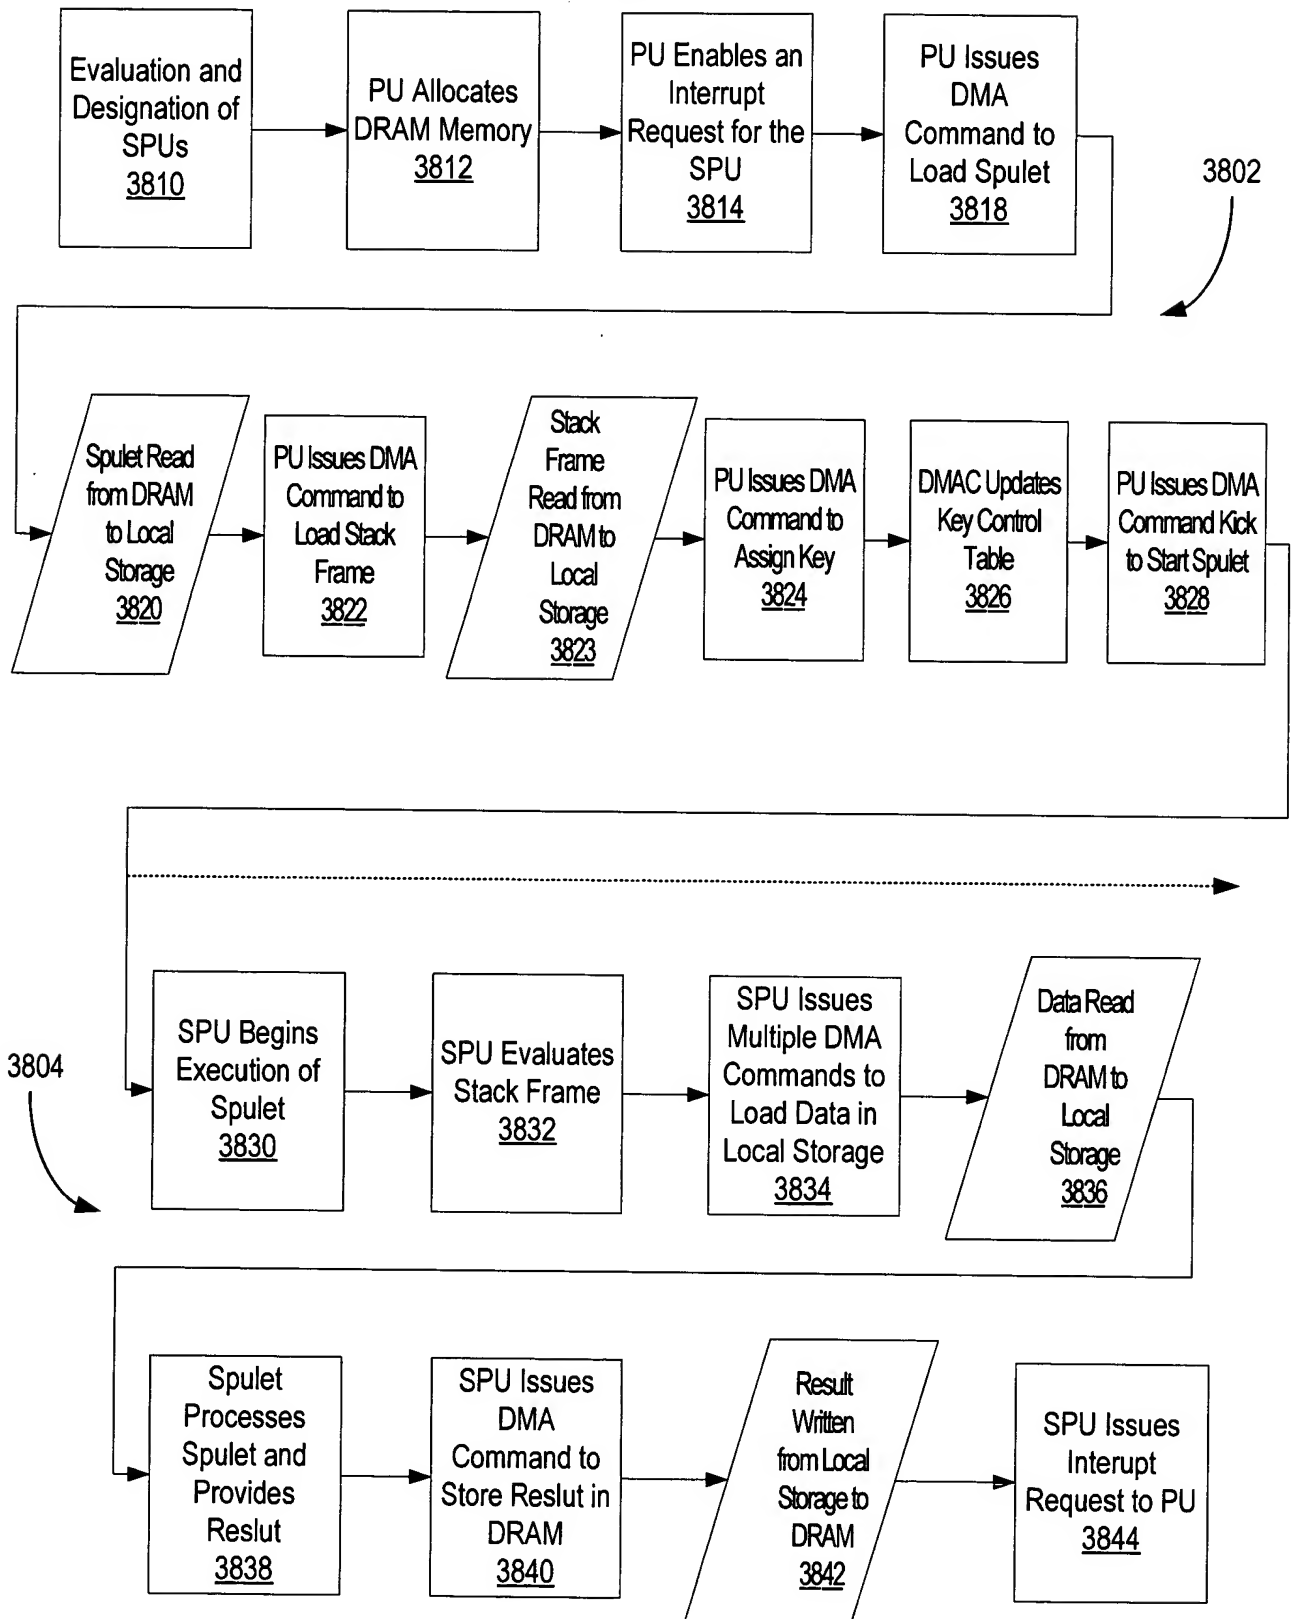 Evaluation and
Designation of
SPUs
3810
PU Allocates
DRAM Memory
3812
PU Enables an
Interrupt
Request for the
SPU
3814
PU Issues
DMA
Command to
Load Spulet
3818
3802
Spulet Read
from DRAM
to Local
Storage
3820
PU Issues DMA
Command to
Load Stack
Frame
3822
Stack
Frame
Read from
DRAM to
Local
Storage
3823
PU Issues DMA
Command to
Assign Key
3824
DMAC Updates
Key Control
Table
3826
PU Issues DMA
Command Kick
to Start Spulet
3828
3804
SPU Begins
Execution of
Spulet
3830
SPU Evaluates
Stack Frame
3832
SPU Issues
Multiple DMA
Commands to
Load Data in
Local Storage
3834
Data Read
from
DRAM to
Local
Storage
3836
Spulet
Processes
Spulet and
Provides
Reslut
3838
SPU Issues
DMA
Command to
Store Reslut in
DRAM
3840
Result
Written
from Local
Storage to
DRAM
3842
SPU Issues
Interupt
Request to PU
3844